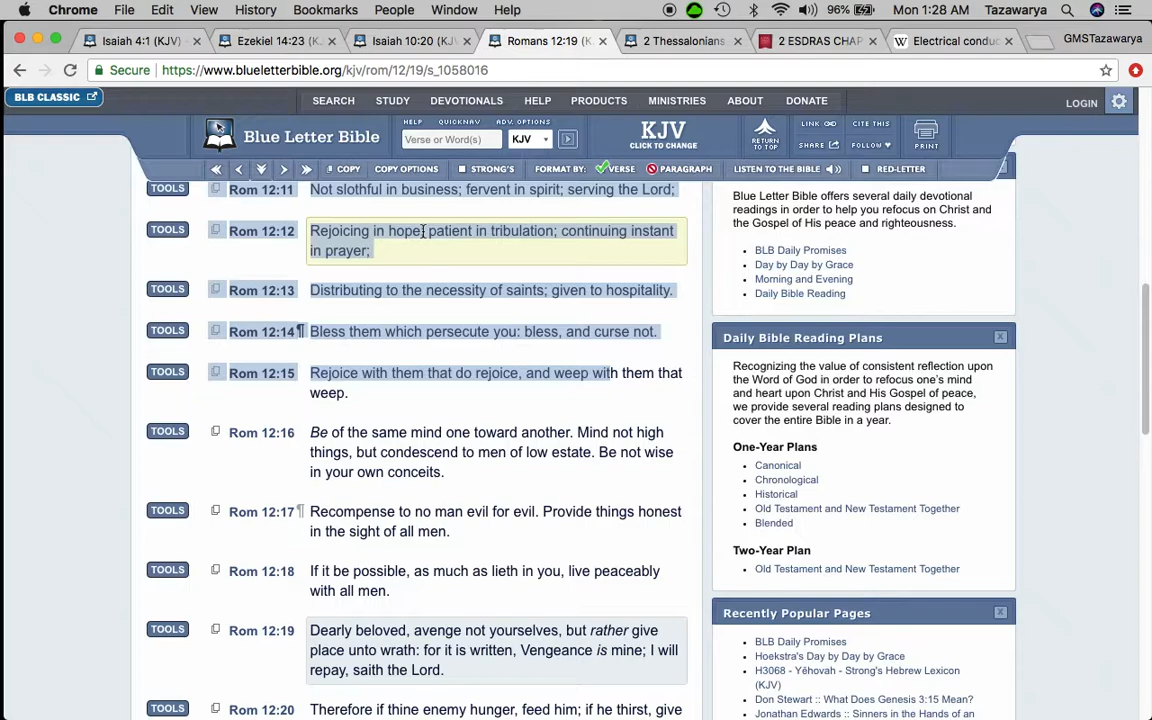 Chrome File Edit View History Bookmarks People Window Help 96% Mon 1:28 AM Tazawarya
Isaiah 4:1 (KJV) - × Ezekiel 14:23 ( × Isaiah 10:20 (KJV) × Romans 12:19 ( × 2 Thessalonians × 2 ESDRAS CHAP × W Electrical conduc × GMSTazawarya
Secure https://www.blueletterbible.org/kjv/rom/12/19/s_1058016
BLB CLASSIC
SEARCH STUDY DEVOTIONALS HELP PRODUCTS MINISTRIES ABOUT DONATE LOGIN
HELP QUICKNAV ADV. OPTIONS
Blue Letter Bible Verse or Word(s) KJV
KJV
CLICK TO CHANGE
RETURN
TO TOP
LINK CITE THIS
SHARE FOLLOW PRINT
COPY COPY OPTIONS STRONG'S FORMAT BY: VERSE PARAGRAPH LISTEN TO THE BIBLE RED-LETTER
TOOLS Rom 12:11 Not slothful in business; fervent in spirit; serving the Lord;
TOOLS Rom 12:12 Rejoicing in hope; patient in tribulation; continuing instant
in prayer;
TOOLS Rom 12:13 Distributing to the necessity of saints; given to hospitality.
TOOLS Rom 12:14 ¶ Bless them which persecute you: bless, and curse not.
TOOLS Rom 12:15 Rejoice with them that do rejoice, and weep with them that
weep.
TOOLS Rom 12:16 Be of the same mind one toward another. Mind not high
things, but condescend to men of low estate. Be not wise
in your own conceits.
TOOLS Rom 12:17 ¶ Recompense to no man evil for evil. Provide things honest
in the sight of all men.
TOOLS Rom 12:18 If it be possible, as much as lieth in you, live peaceably
with all men.
TOOLS Rom 12:19 Dearly beloved, avenge not yourselves, but rather give
place unto wrath: for it is written, Vengeance is mine; I will
repay, saith the Lord.
TOOLS Rom 12:20 Therefore if thine enemy hunger, feed him; if he thirst, give
Blue Letter Bible offers several daily devotional
readings in order to help you refocus on Christ and
the Gospel of His peace and righteousness.
• BLB Daily Promises
• Day by Day by Grace
• Morning and Evening
• Daily Bible Reading
Daily Bible Reading Plans
Recognizing the value of consistent reflection upon
the Word of God in order to refocus one's mind
and heart upon Christ and His Gospel of peace,
we provide several reading plans designed to
cover the entire Bible in a year.
One-Year Plans
• Canonical
• Chronological
• Historical
• Old Testament and New Testament Together
• Blended
Two-Year Plan
• Old Testament and New Testament Together
Recently Popular Pages
• BLB Daily Promises
• Hoekstra's Day by Day by Grace
• H3068 - Yĕhovah - Strong's Hebrew Lexicon
(KJV)
• Don Stewart :: What Does Genesis 3:15 Mean?
• Jonathan Edwards :: Sinners in the Hands of an